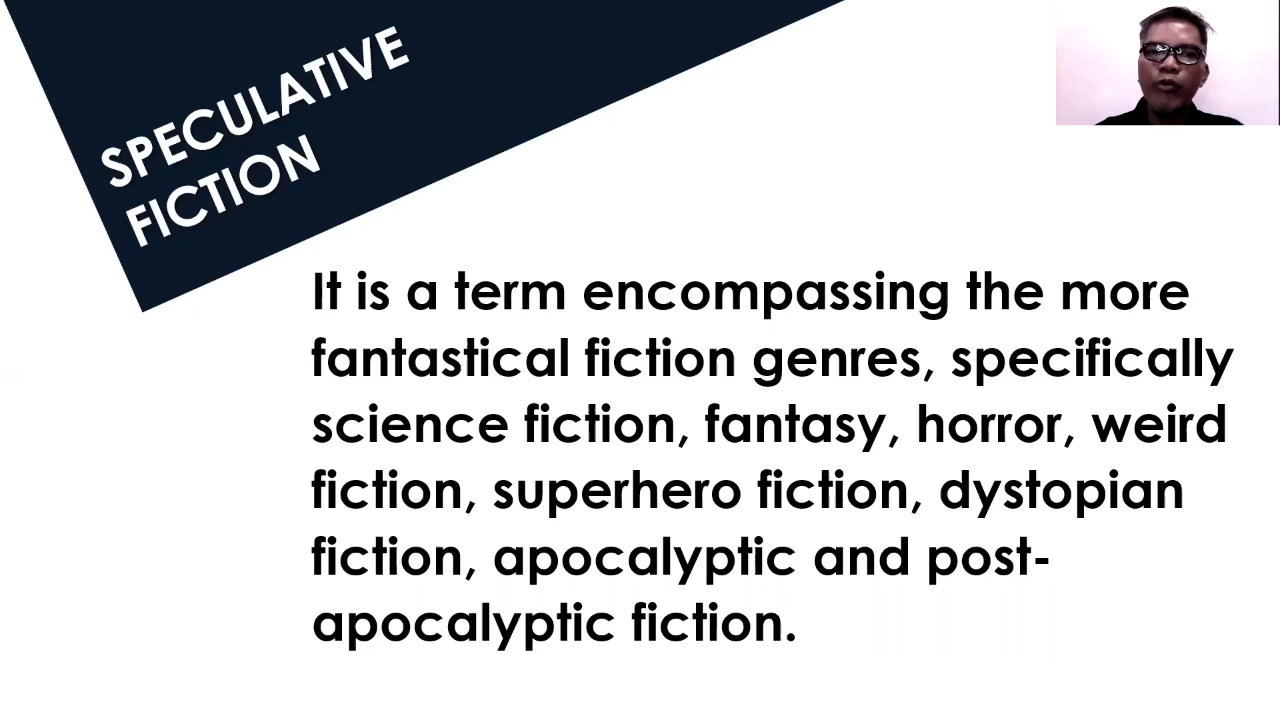 SPECULATIVE
FICTION
It is a term encompassing the more
fantastical fiction genres, specifically
science fiction, fantasy, horror, weird
fiction, superhero fiction, dystopian
fiction, apocalyptic and post-
apocalyptic fiction.